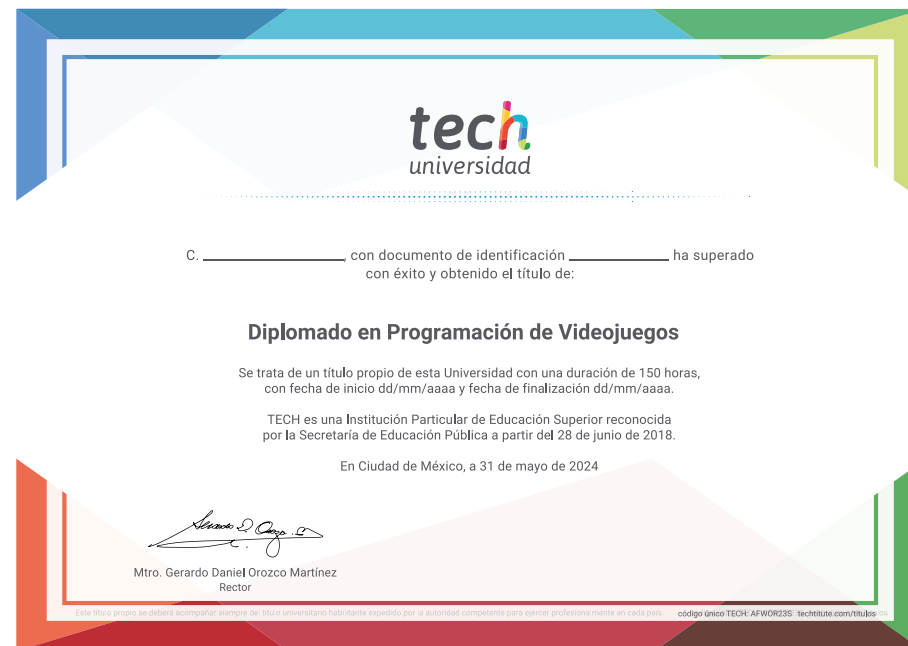 tech
universidad
C. ____________, con documento de identificación ____________ ha superado
con éxito y obtenido el título de:
Diplomado en Programación de Videojuegos
Se trata de un título propio de esta Universidad con una duración de 150 horas,
con fecha de inicio dd/mm/aaaa y fecha de finalización dd/mm/aaaa.
TECH es una Institución Particular de Educación Superior reconocida
por la Secretaría de Educación Pública a partir del 28 de junio de 2018.
En Ciudad de México, a 31 de mayo de 2024
Mtro. Gerardo Daniel Orozco Martínez
Rector
Este título propio se deberá acompañar siempre del título universitario habilitante expedido por la autoridad competente para ejercer profesionalmente en cada país. código único TECH: AFWOR23S techtitute.com/titulos